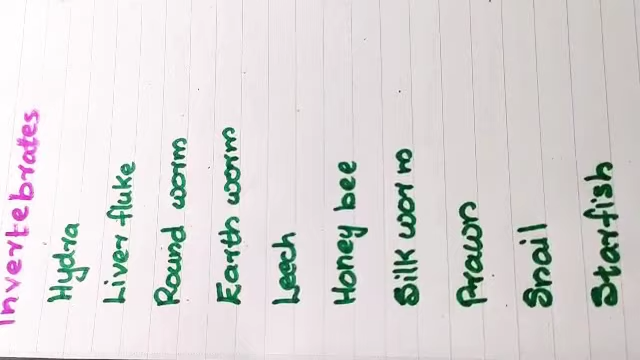 Invertebrates
Hydra
Liver fluke
Round worm
Earth worm
Leech
Honey bee
Silk worm
Prawn
Snail
Starfish